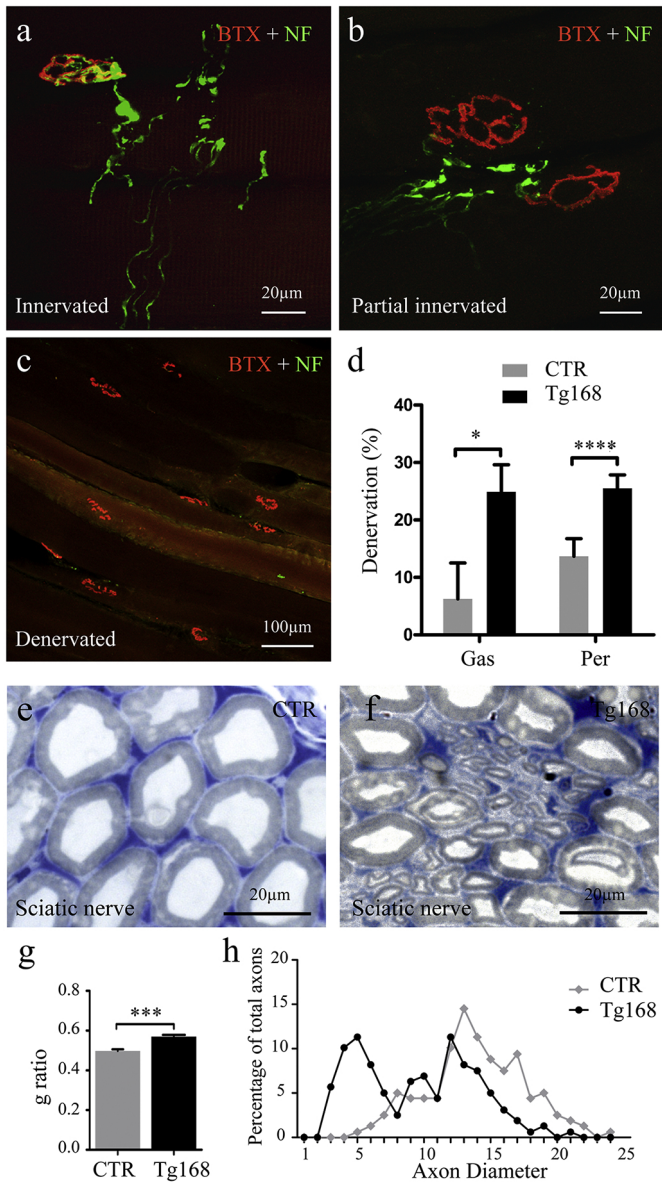 a
BTX + NF
Innervated
20µm
b
BTX + NF
Partial innervated
20µm
c
BTX + NF
Denervated
100µm
d
CTR
Tg168
Denervation (%)
40
30
20
10
0
*
****
Gas
Per
e
CTR
Sciatic nerve
20µm
f
Tg168
Sciatic nerve
20µm
g
g ratio
0.8
0.6
0.4
0.2
0.0
***
CTR
Tg168
h
CTR
Tg168
Percentage of total axons
20
15
10
5
0
1 5 10 15 20 25
Axon Diameter